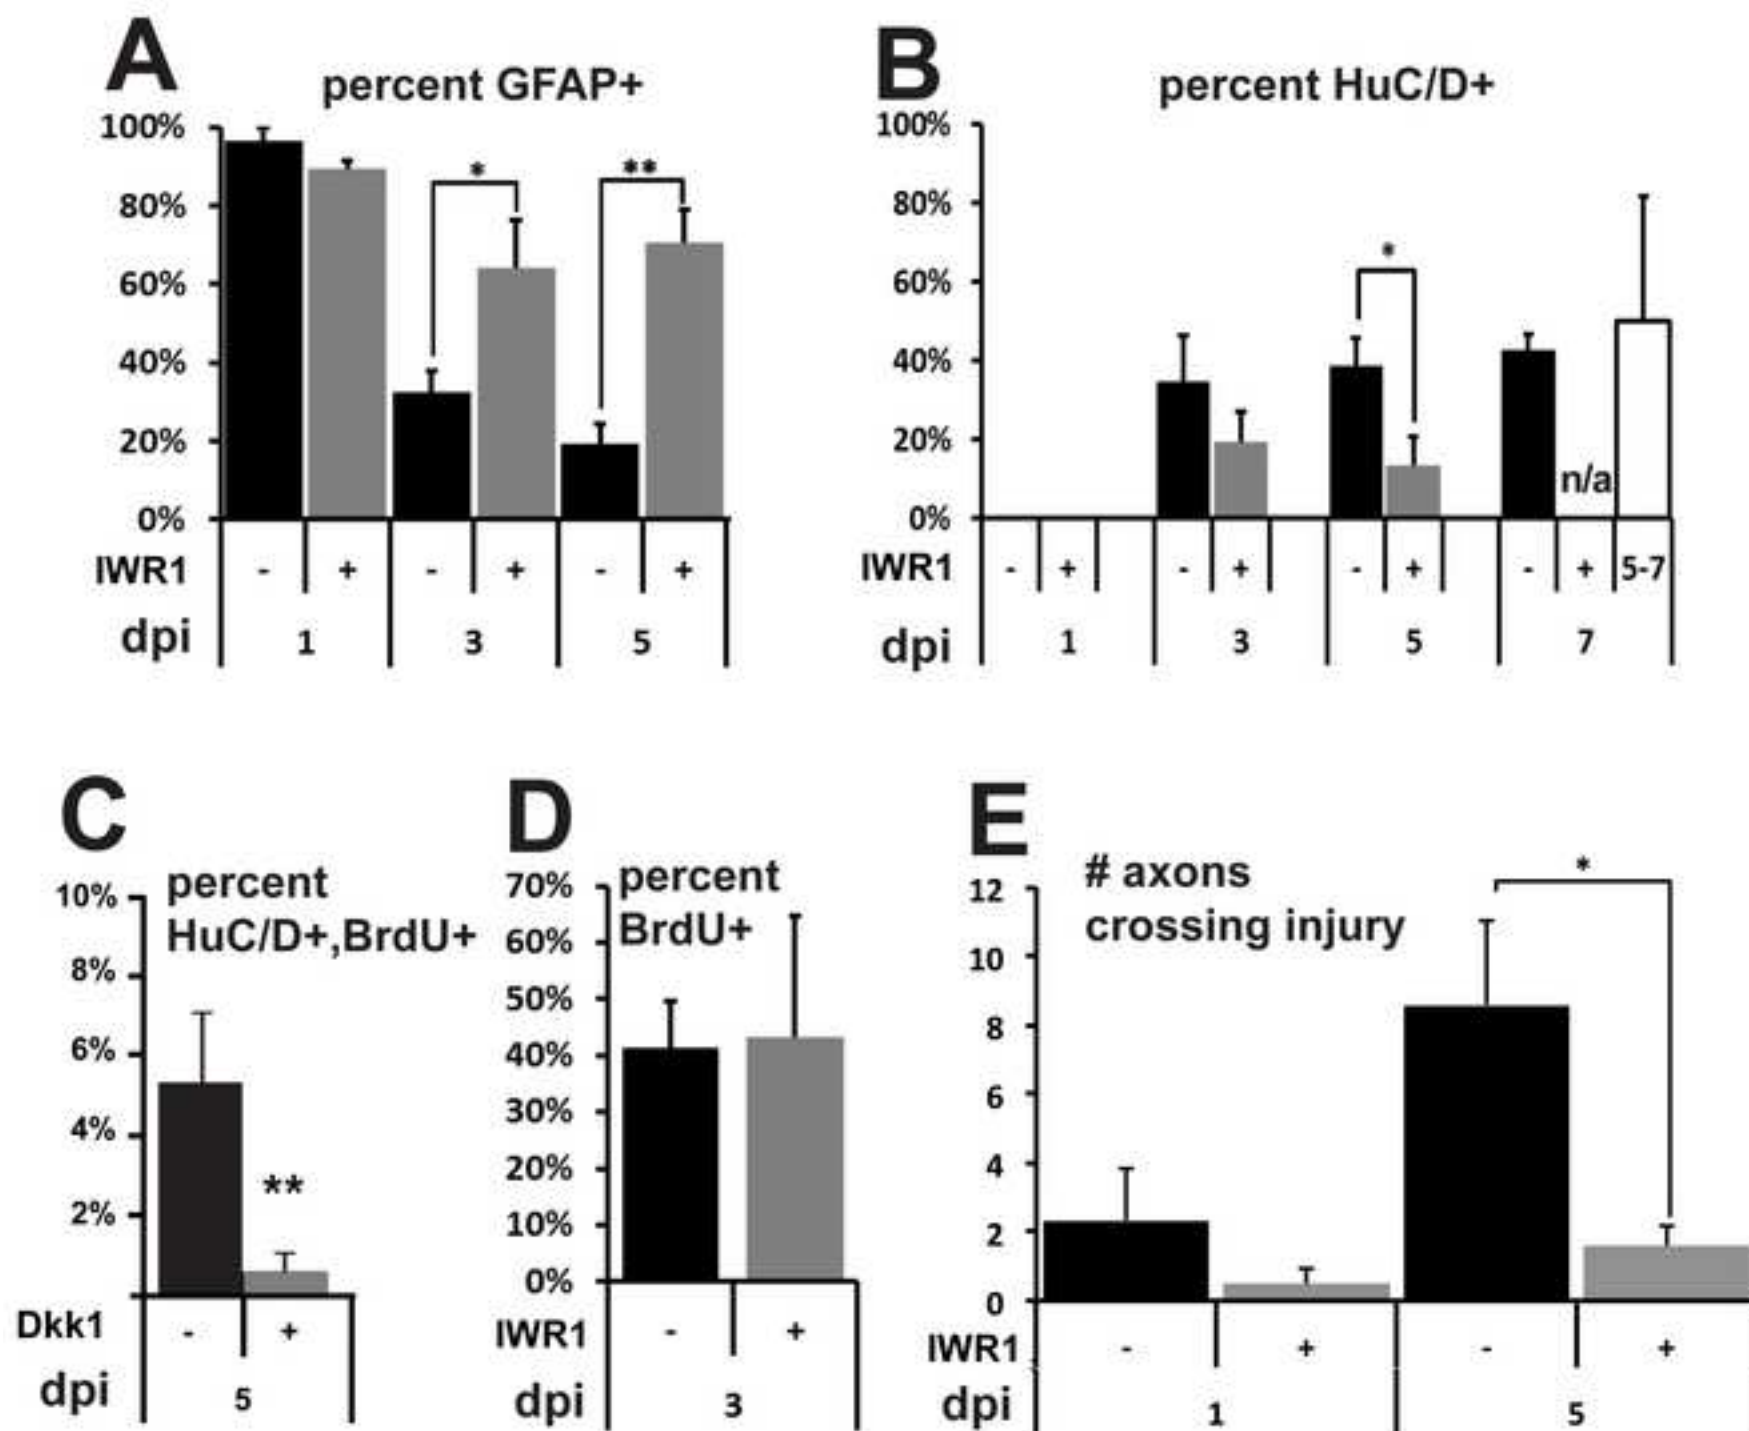 A
percent GFAP+
100%
80%
60%
40%
20%
0%
*
**
IWR1 - + - + - +
dpi 1 3 5
B
percent HuC/D+
100%
80%
60%
40%
20%
0%
*
n/a
IWR1 - + - + - + - + 5-7
dpi 1 3 5 7
C
percent
HuC/D+,BrdU+
10%
8%
6%
4%
2%
**
Dkk1 - +
dpi 5
D
percent
BrdU+
70%
60%
50%
40%
30%
20%
10%
0%
IWR1 - +
dpi 3
E
# axons
crossing injury
12
10
8
6
4
2
0
*
IWR1 - + - +
dpi 1 5